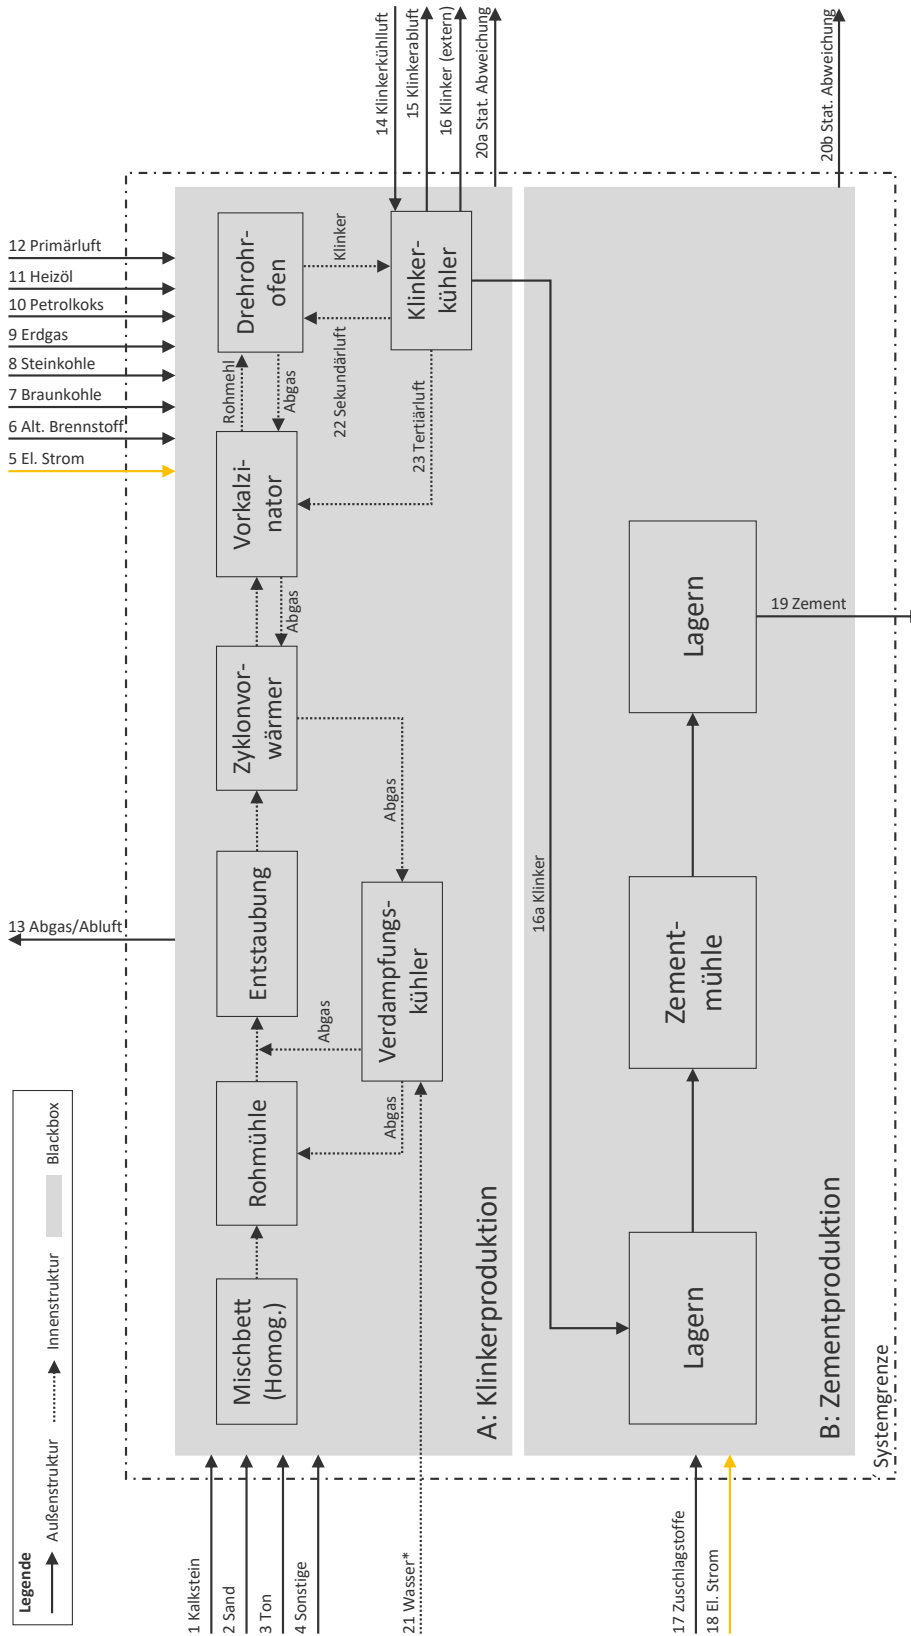 Legende
Außenstruktur
Innenstruktur
Blackbox
1 Kalkstein
2 Sand
3 Ton
4 Sonstige
21 Wasser*
17 Zuschlagstoffe
18 El. Strom
13 Abgas/Abluft
5 El. Strom
6 Alt. Brennstoff
7 Braunkohle
8 Steinkohle
9 Erdgas
10 Petrolkoks
11 Heizöl
12 Primärluft
Mischbett
(Homog.)
Rohmühle
Entstaubung
Zyklonvor-
wärmer
Vorkalzi-
nator
Drehrohr-
ofen
Abgas
Rohmehl
Abgas
Klinker
22 Sekundärluft
23 Tertiärluft
Abgas
Abgas
Abgas
Verdampfungs-
kühler
Klinker-
kühler
14 Klinkerkühlluft
15 Klinkerabluft
16 Klinker (extern)
20a Stat. Abweichung
A: Klinkerproduktion
16a Klinker
Lagern
Zement-
mühle
Lagern
19 Zement
20b Stat. Abweichung
B: Zementproduktion
Systemgrenze